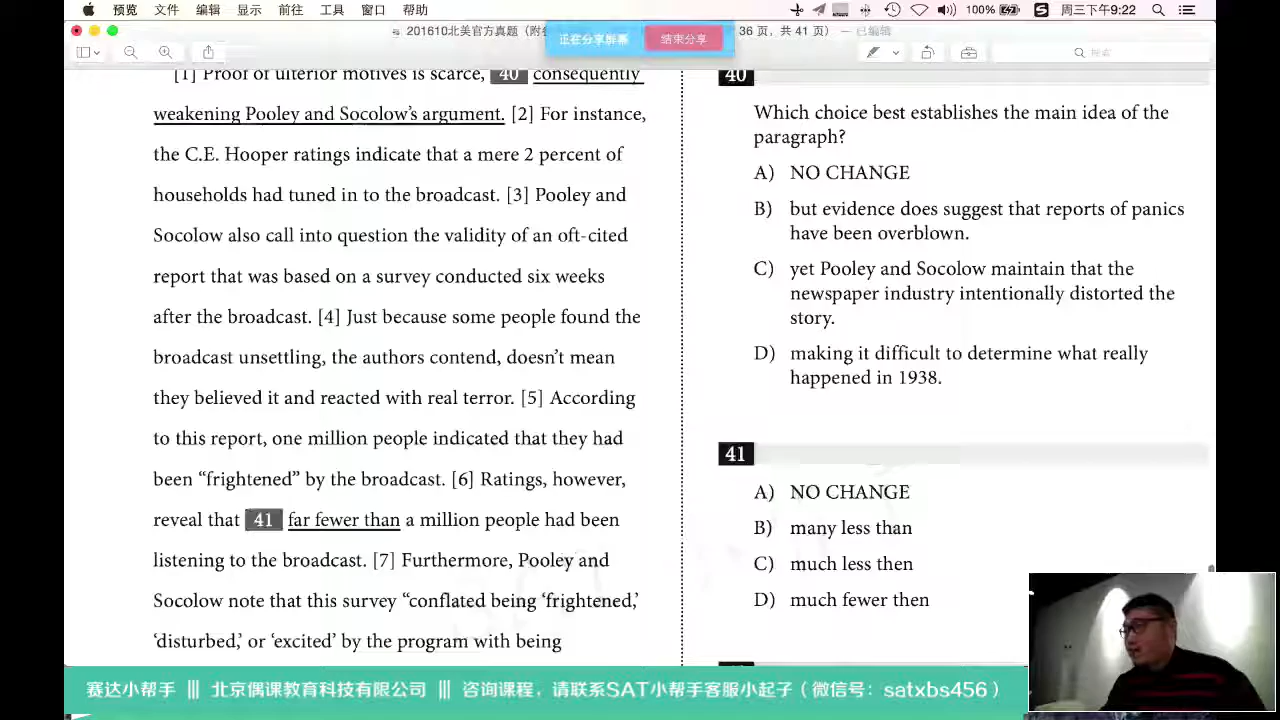 预览 文件 编辑 显示 前往 工具 窗口 帮助
100%
周三下午9:22
201610北美官方真题（附
正在分享屏幕
结束分享
36 页，共 41 页） — 已编辑
搜索
[1] Proof of ulterior motives is scarce, 40 consequently
weakening Pooley and Socolow’s argument. [2] For instance,
the C.E. Hooper ratings indicate that a mere 2 percent of
households had tuned in to the broadcast. [3] Pooley and
Socolow also call into question the validity of an oft-cited
report that was based on a survey conducted six weeks
after the broadcast. [4] Just because some people found the
broadcast unsettling, the authors contend, doesn’t mean
they believed it and reacted with real terror. [5] According
to this report, one million people indicated that they had
been “frightened” by the broadcast. [6] Ratings, however,
reveal that 41 far fewer than a million people had been
listening to the broadcast. [7] Furthermore, Pooley and
Socolow note that this survey “conflated being ‘frightened,’
‘disturbed,’ or ‘excited’ by the program with being
40
Which choice best establishes the main idea of the
paragraph?
A) NO CHANGE
B) but evidence does suggest that reports of panics
have been overblown.
C) yet Pooley and Socolow maintain that the
newspaper industry intentionally distorted the
story.
D) making it difficult to determine what really
happened in 1938.
41
A) NO CHANGE
B) many less than
C) much less then
D) much fewer then
赛达小帮手 ||| 北京偶课教育科技有限公司 ||| 咨询课程，请联系SAT小帮手客服小起子（微信号：satxbs456）